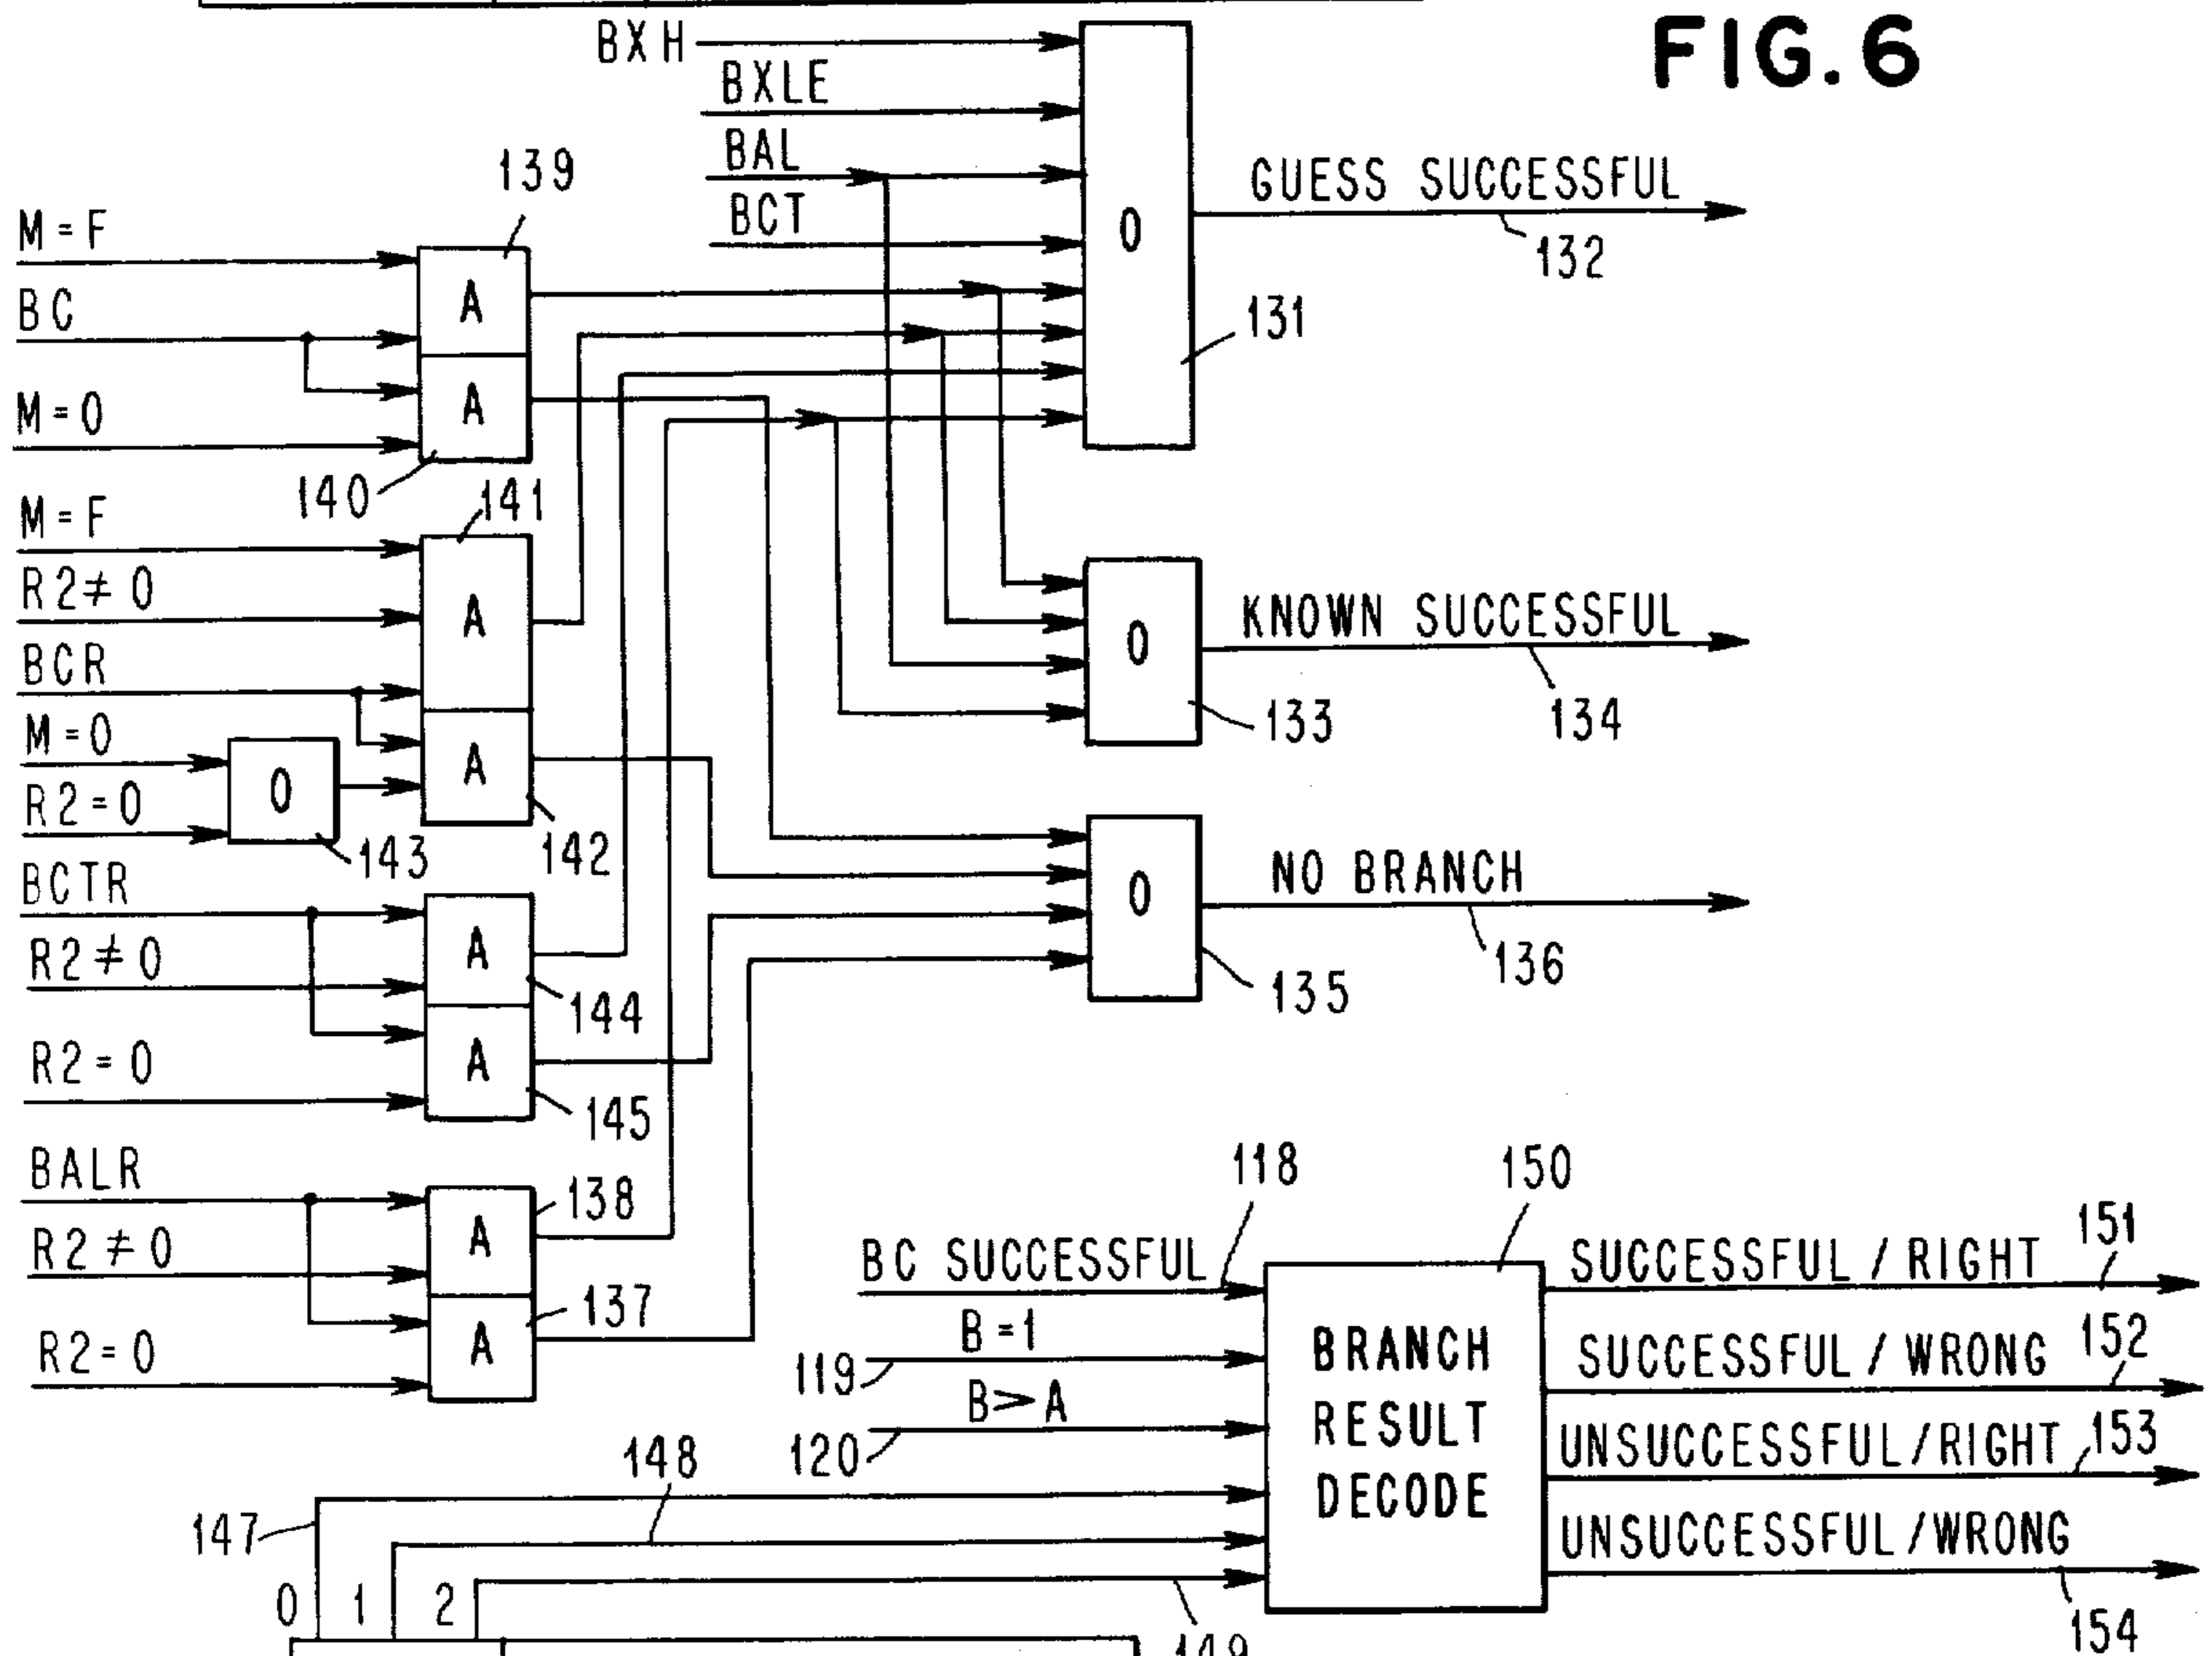 FIG. 6
BXH
BXLE
BAL
BCT
139
M = F
BC
M = 0
A
A
140
O
131
GUESS SUCCESSFUL
132
M = F
R2 ≠ 0
BCR
M = 0
R2 = 0
O
143
141
A
A
142
O
133
KNOWN SUCCESSFUL
134
BCTR
R2 ≠ 0
R2 = 0
A
144
A
145
O
135
NO BRANCH
136
BALR
R2 ≠ 0
R2 = 0
A
138
A
137
118
BC SUCCESSFUL
B = 1
119
B > A
120
147
148
149
0 1 2
150
BRANCH
RESULT
DECODE
SUCCESSFUL / RIGHT
151
SUCCESSFUL / WRONG
152
UNSUCCESSFUL / RIGHT
153
UNSUCCESSFUL / WRONG
154